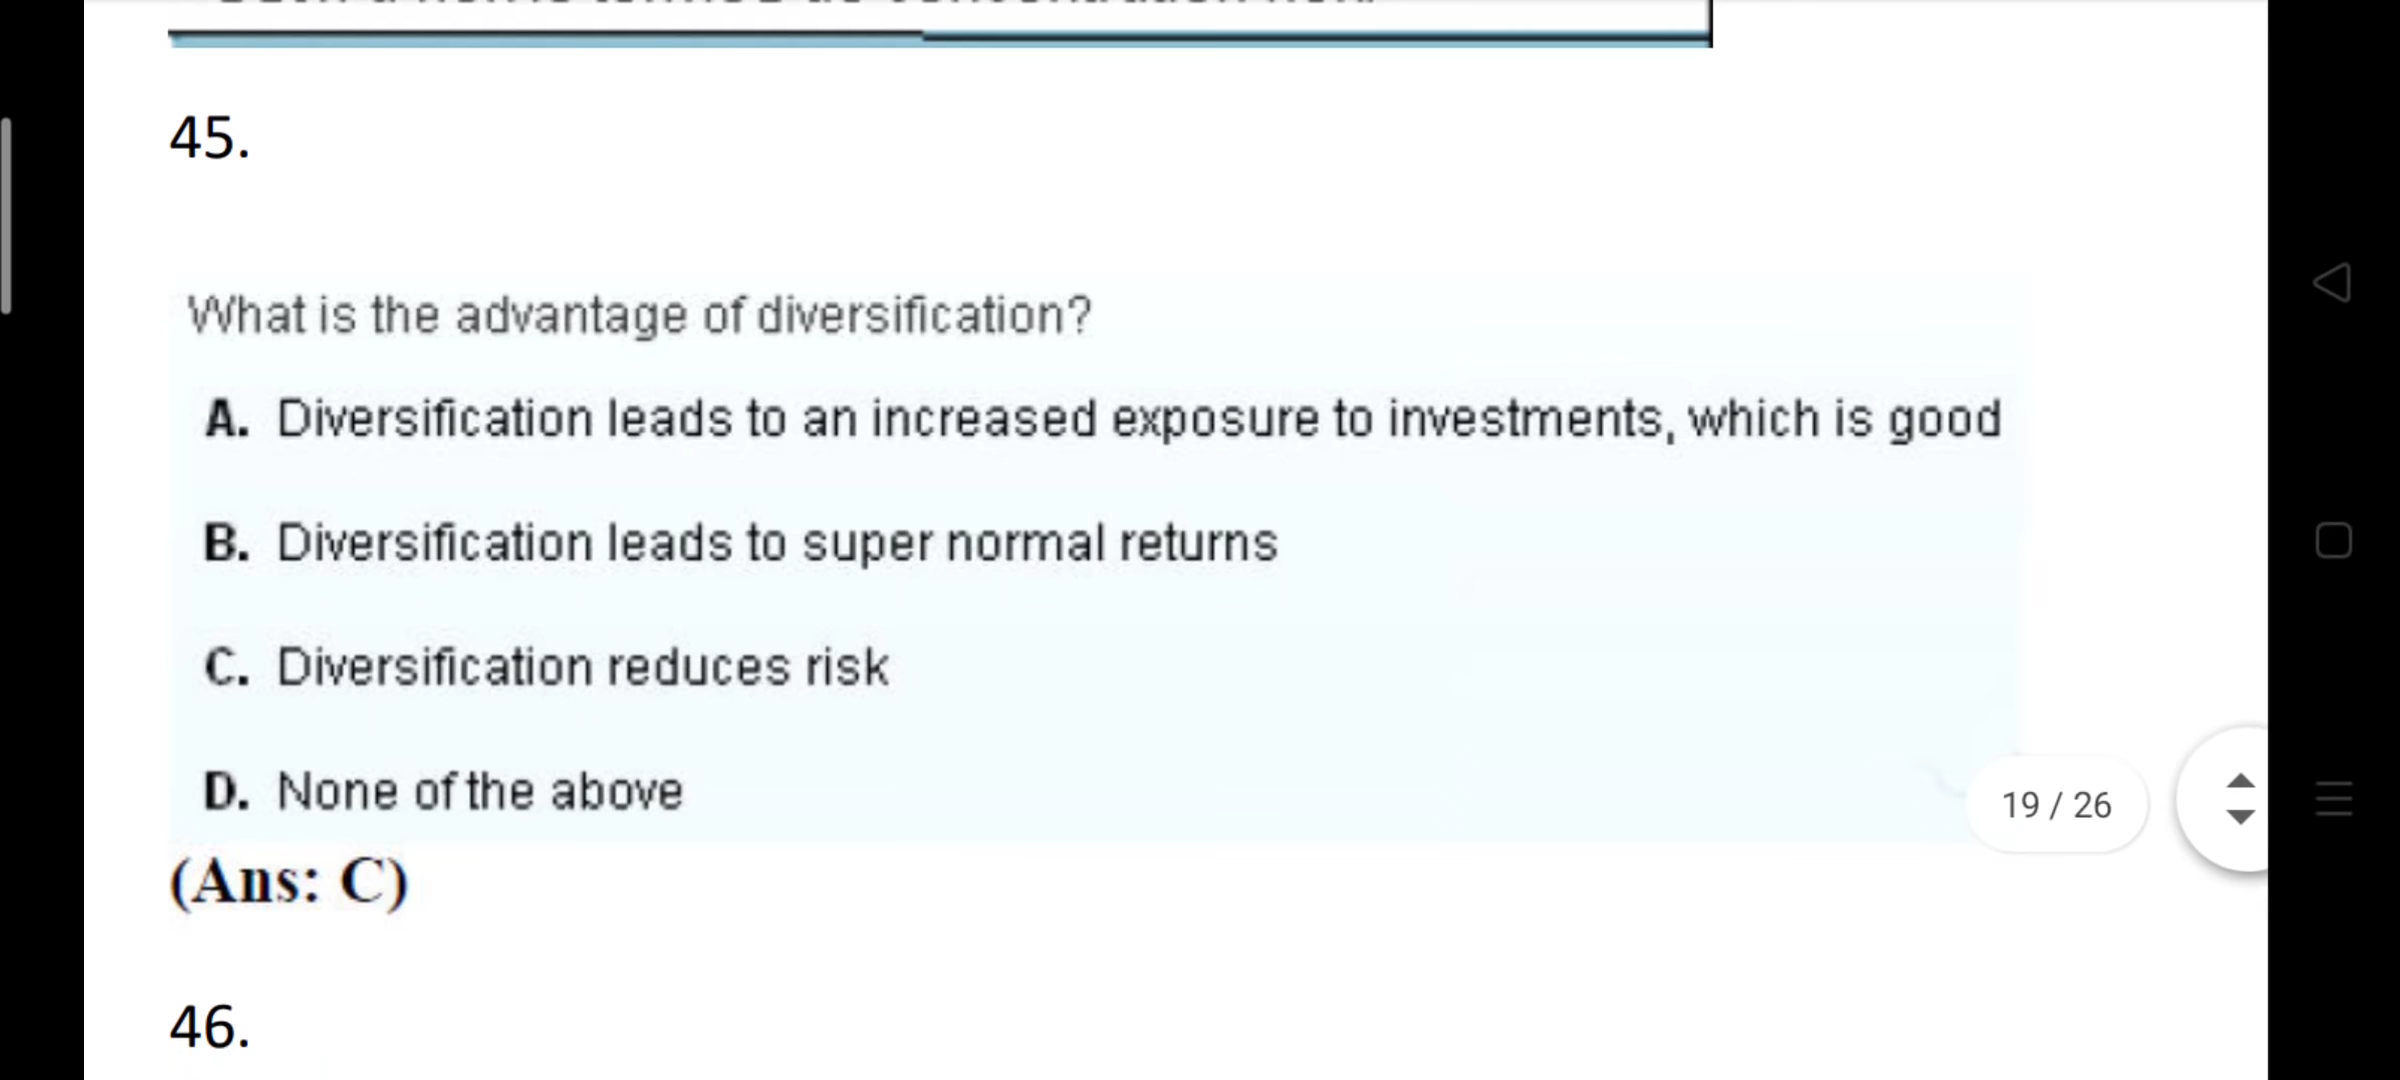 45.
What is the advantage of diversification?
A. Diversification leads to an increased exposure to investments, which is good
B. Diversification leads to super normal returns
C. Diversification reduces risk
D. None of the above
19 / 26
(Ans: C)
46.